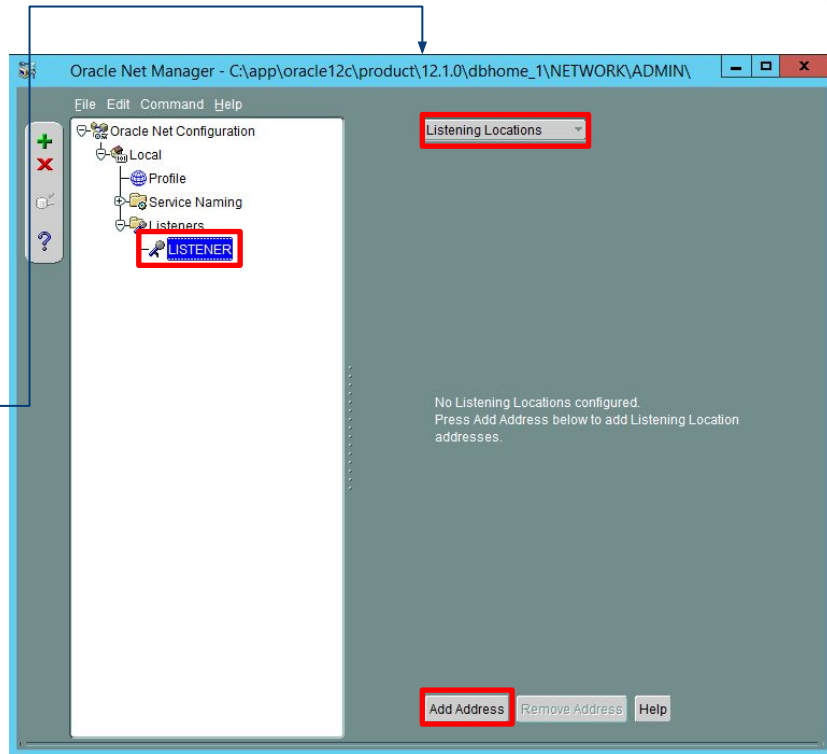 Oracle Net Manager - C:\app\oracle12c\product\12.1.0\dbhome_1\NETWORK\ADMIN\
File Edit Command Help
Oracle Net Configuration
Local
Profile
Service Naming
Listeners
LISTENER
Listening Locations
No Listening Locations configured.
Press Add Address below to add Listening Location
addresses.
Add Address Remove Address Help